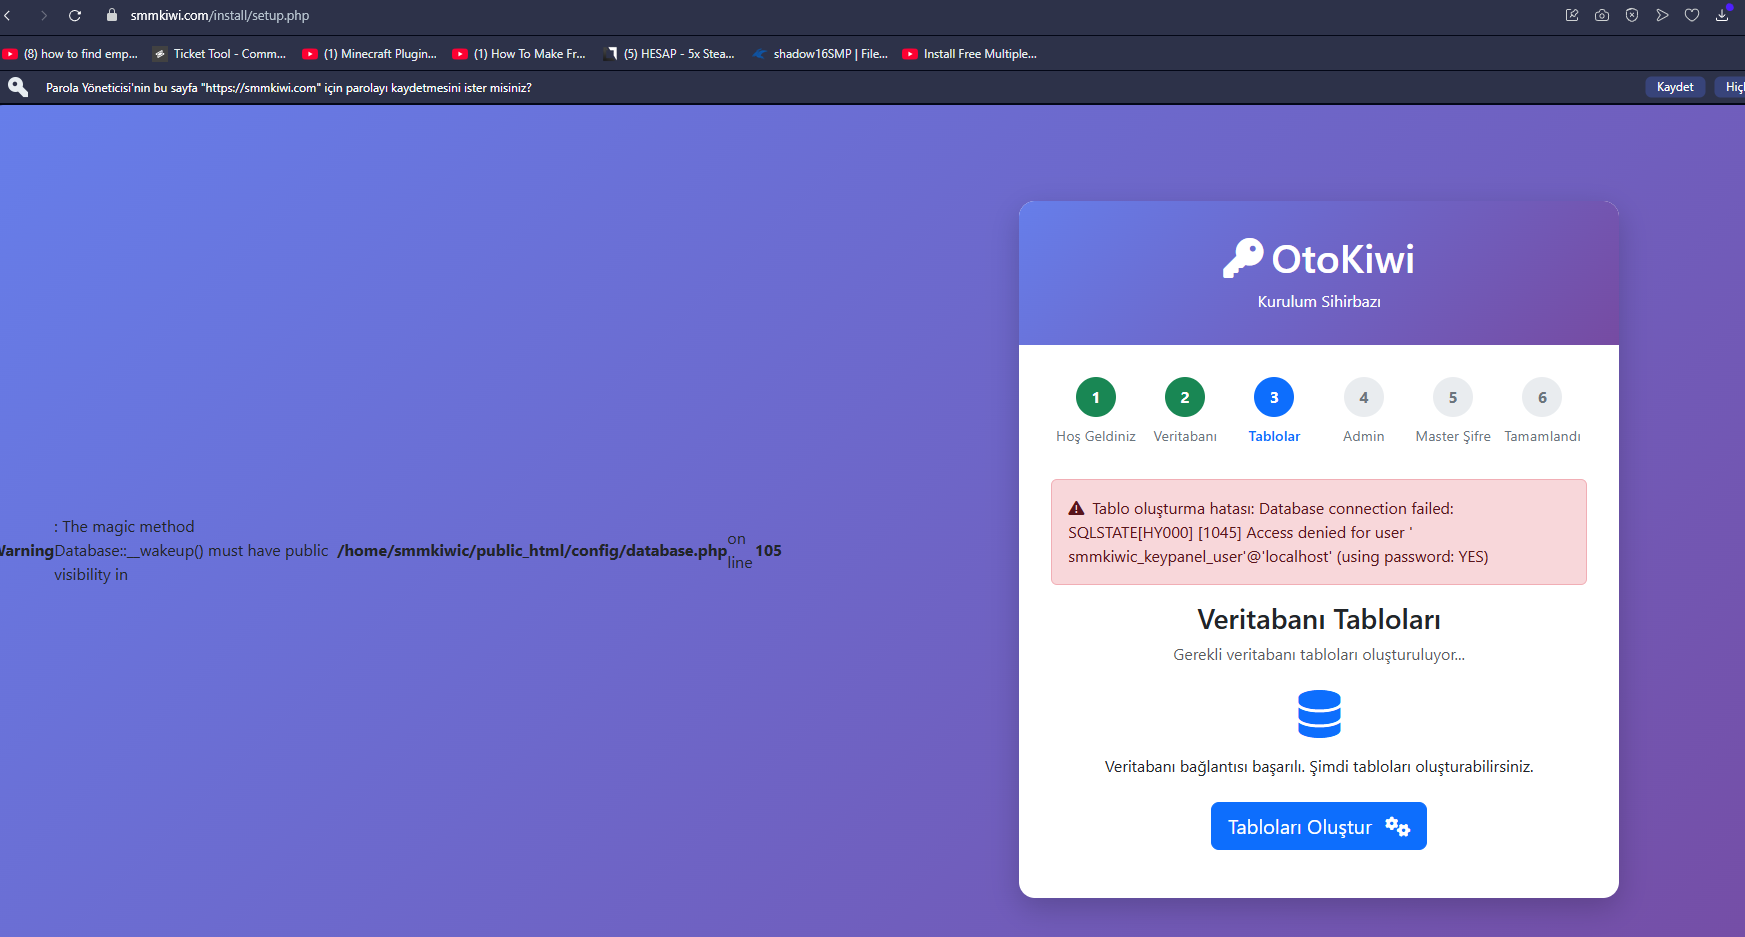 smmkiwi.com/install/setup.php
(8) how to find emp...
Ticket Tool - Comm...
(1) Minecraft Plugin...
(1) How To Make Fr...
(5) HESAP - 5x Stea...
shadow16SMP | File...
Install Free Multiple...
Parola Yöneticisi'nin bu sayfa "https://smmkiwi.com" için parolayı kaydetmesini ister misiniz?
Kaydet
OtoKiwi
Kurulum Sihirbazı
1
2
3
4
5
6
Hoş Geldiniz
Veritabanı
Tablolar
Admin
Master Şifre
Tamamlandı
Tablo oluşturma hatası: Database connection failed:
SQLSTATE[HY000] [1045] Access denied for user '
smmkiwic_keypanel_user'@'localhost' (using password: YES)
: The magic method
Database::__wakeup() must have public
visibility in
/home/smmkiwic/public_html/config/database.php
on
line
105
Veritabanı Tabloları
Gerekli veritabanı tabloları oluşturuluyor...
Veritabanı bağlantısı başarılı. Şimdi tabloları oluşturabilirsiniz.
Tabloları Oluştur